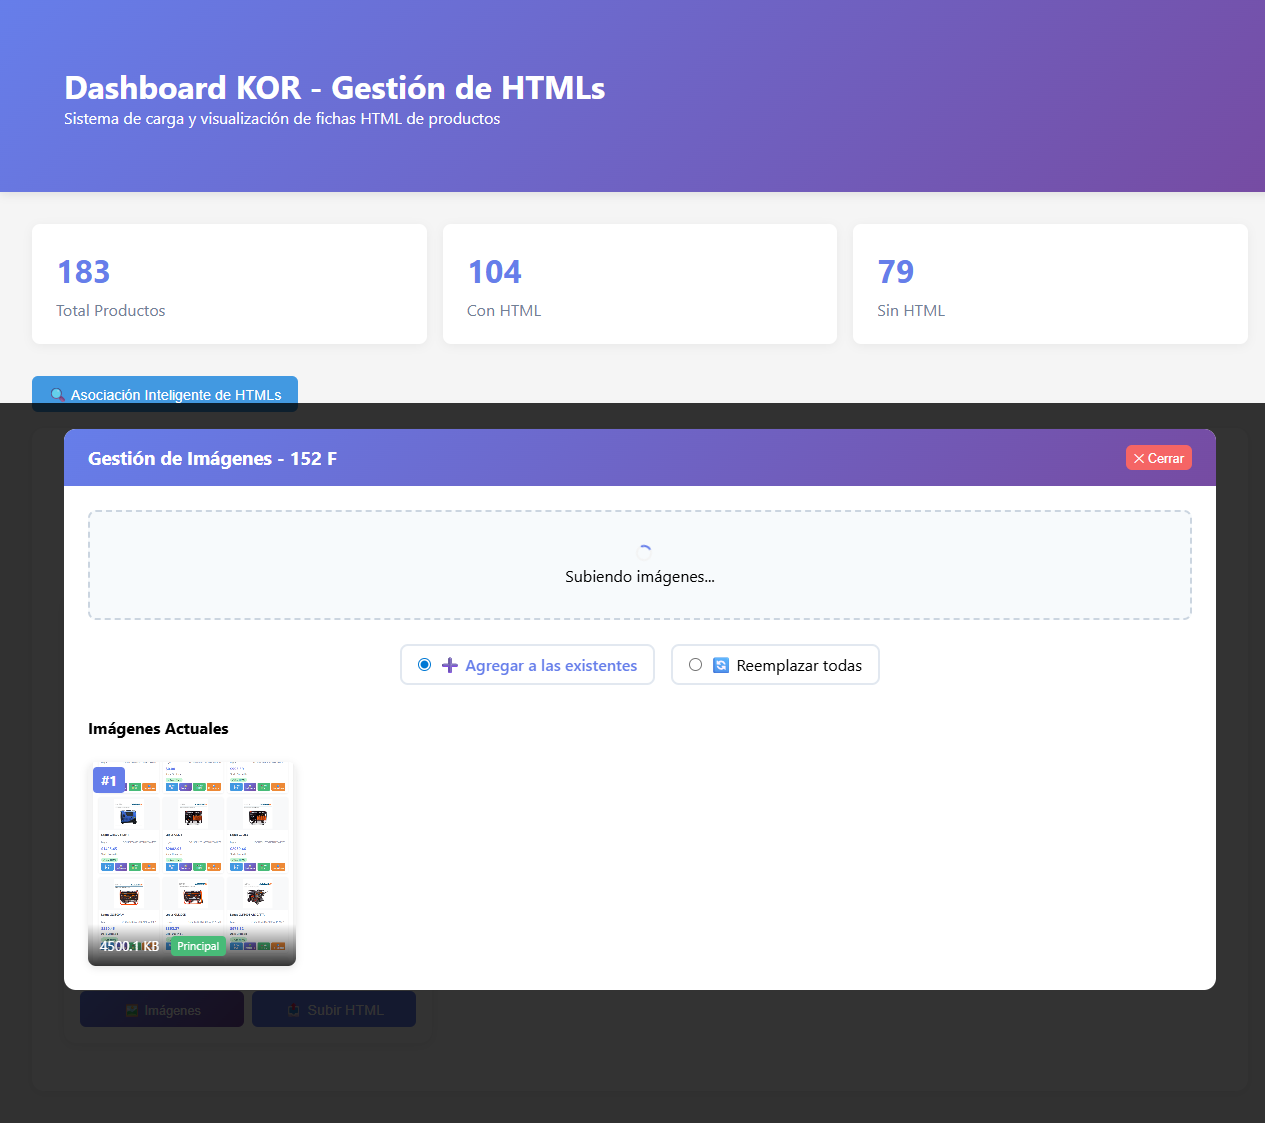 Dashboard KOR - Gestión de HTMLs
Sistema de carga y visualización de fichas HTML de productos
183
Total Productos
104
Con HTML
79
Sin HTML
Asociación Inteligente de HTMLs
Gestión de Imágenes - 152 F
Cerrar
Subiendo imágenes...
Agregar a las existentes
Reemplazar todas
Imágenes Actuales
#1
4500.1 KB
Principal
Imágenes
Subir HTML